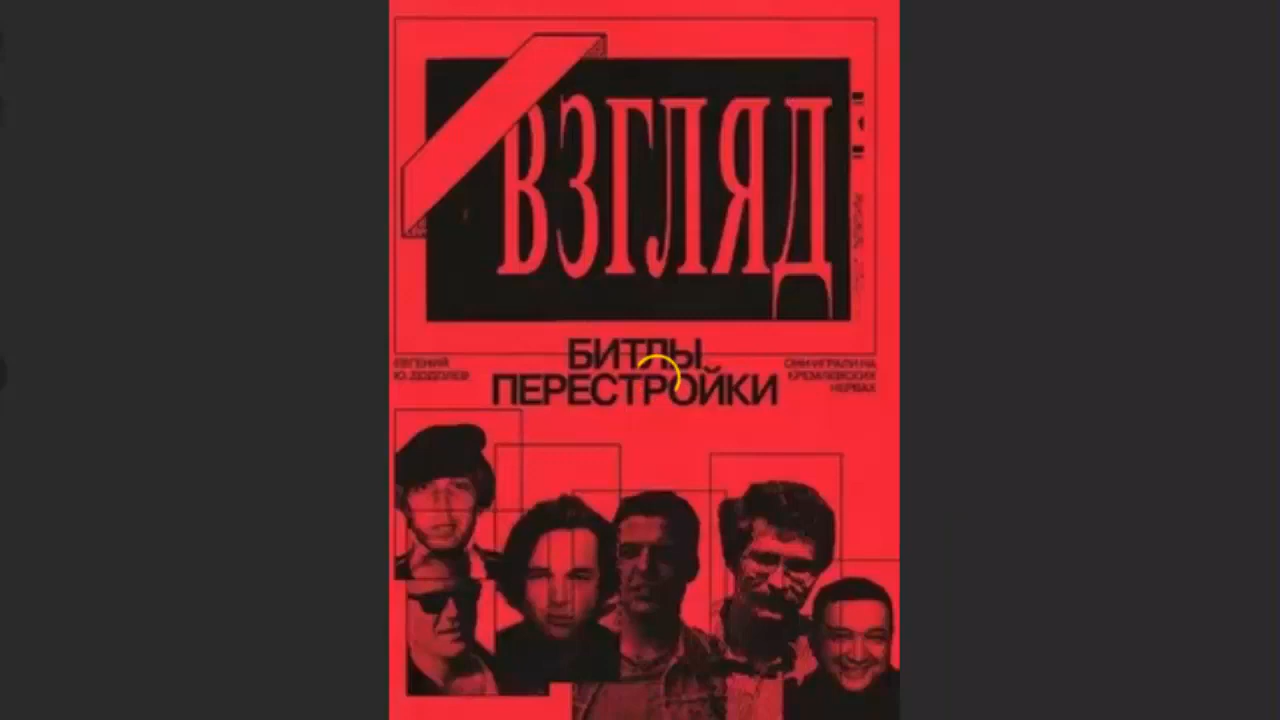 ВЗГЛЯД
БИТЛЫ
ПЕРЕСТРОЙКИ
ЕВГЕНИЙ
Ю. ДОДОЛЕВ
ОНИ ИГРАЛИ НА
КРЕМЛЕВСКИХ
НЕРВАХ